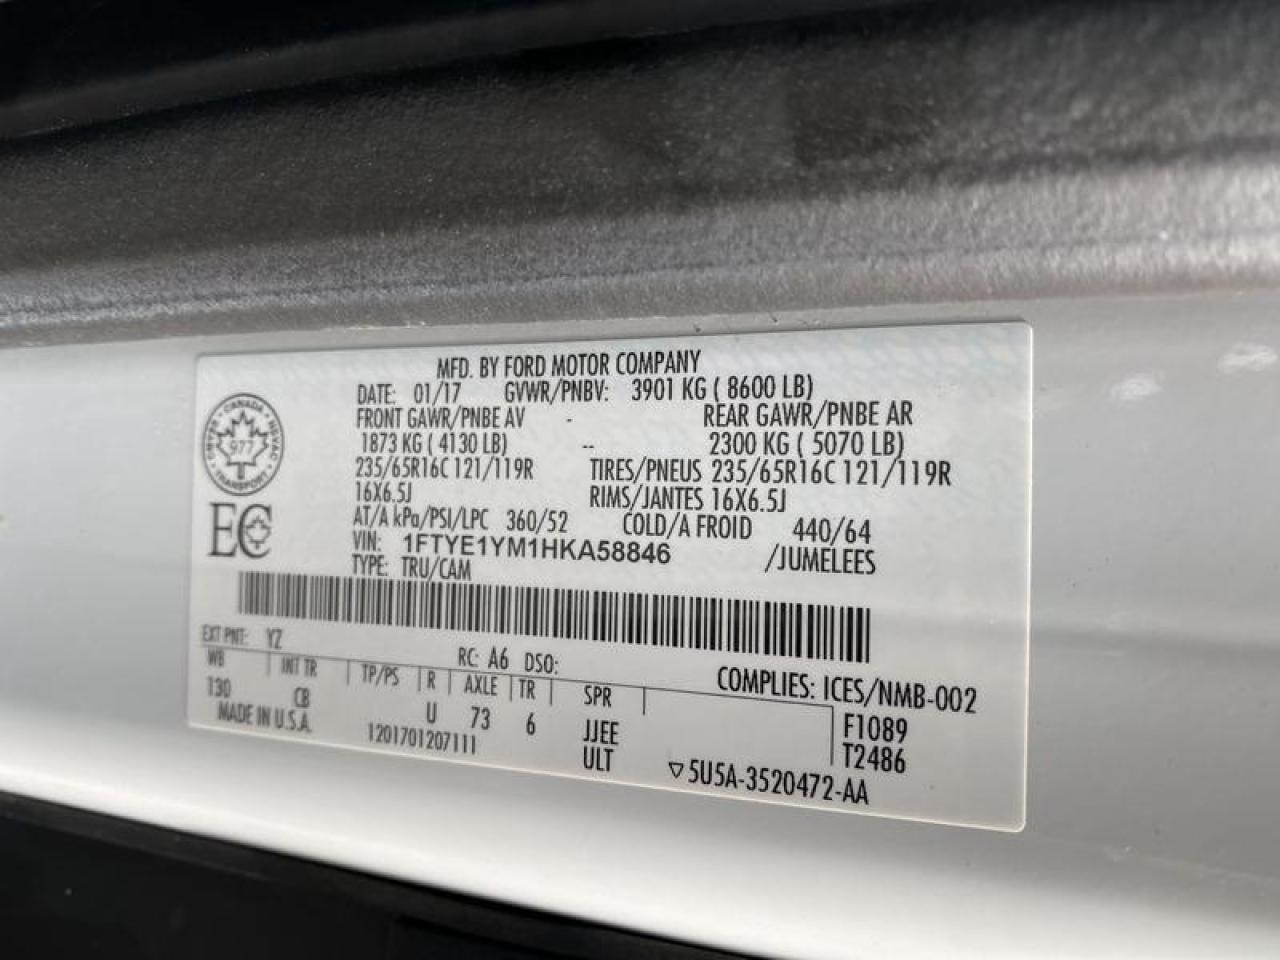 MFD. BY FORD MOTOR COMPANY
DATE: 01/17 GVWR/PNBV: 3901 KG ( 8600 LB)
FRONT GAWR/PNBE AV - REAR GAWR/PNBE AR
1873 KG ( 4130 LB) -- 2300 KG ( 5070 LB)
235/65R16C 121/119R TIRES/PNEUS 235/65R16C 121/119R
16X6.5J RIMS/JANTES 16X6.5J
AT/A kPa/PSI/LPC 360/52 COLD/A FROID 440/64
VIN: 1FTYE1YM1HKA58846 /JUMELEES
TYPE: TRU/CAM
CANADA
977
TRANSPORT
EC
EXT PNT: YZ RC: A6 DSO:
COMPLIES: ICES/NMB-002
WB INT TR TP/PS R AXLE TR SPR
130 CB U 73 6 JJEE F1089
MADE IN U.S.A. 1201701207111 ULT T2486
5U5A-3520472-AA